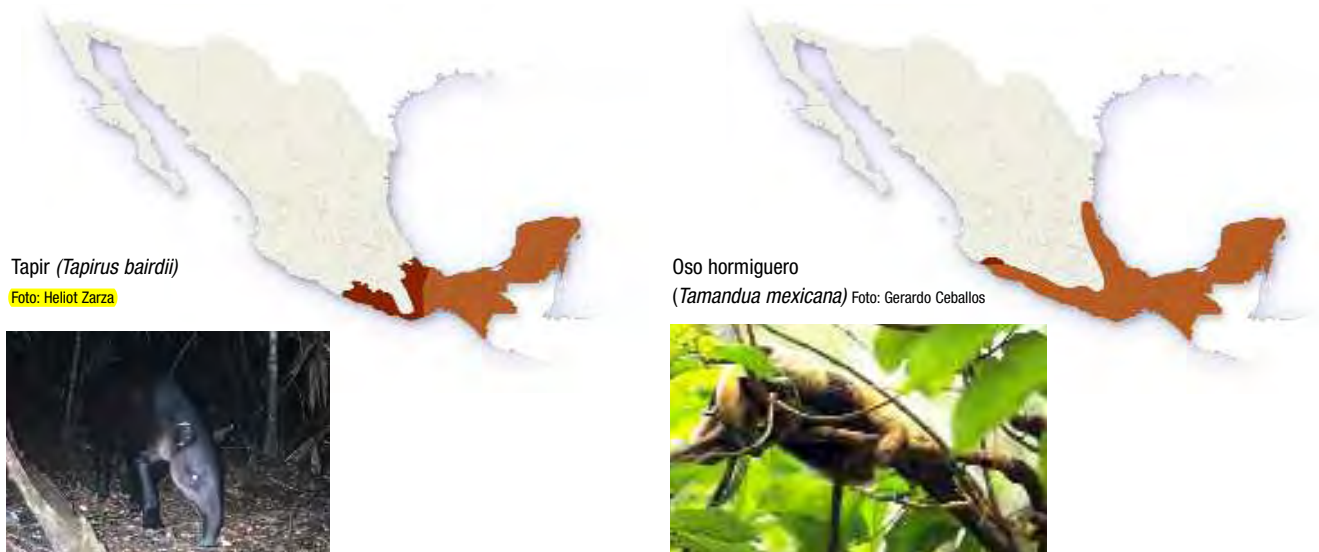 Tapir (Tapirus bairdii)
Foto: Heliot Zarza
Oso hormiguero
(Tamandua mexicana) Foto: Gerardo Ceballos